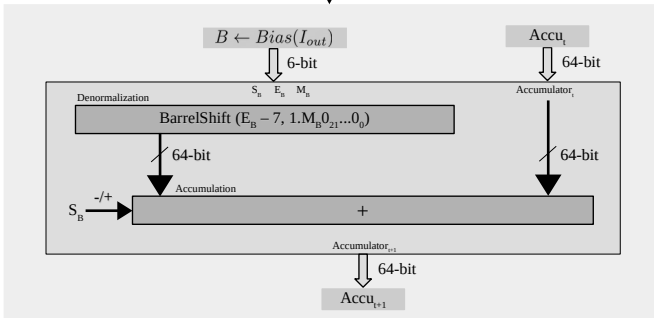 B ← Bias(I_out)
Accu_t
6-bit
64-bit
S_B E_B M_B
Accumulator_t
Denormalization
BarrelShift (E_B – 7, 1.M_B0_21...0_0)
64-bit
64-bit
Accumulation
-/+
S_B
+
Accumulator_t+1
64-bit
Accu_t+1